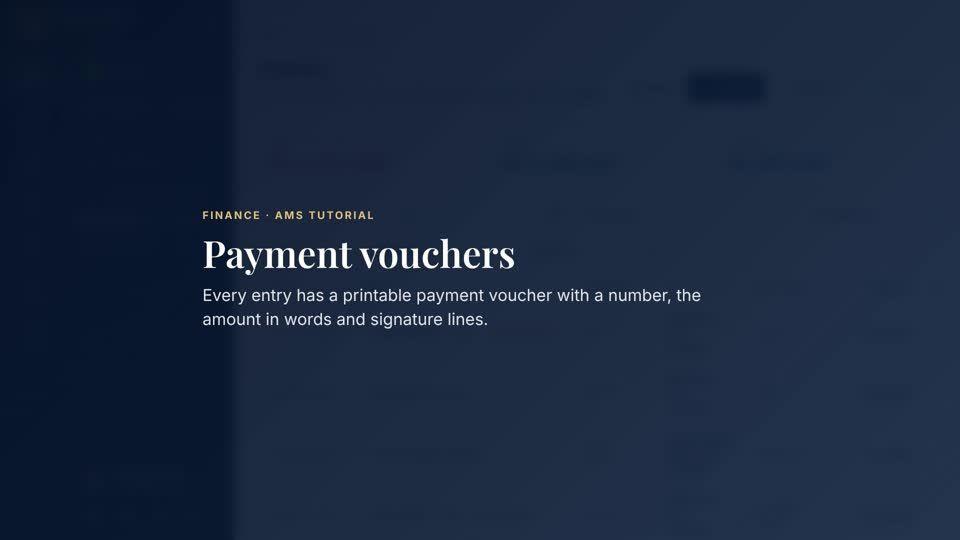 FINANCE · AMS TUTORIAL
Payment vouchers
Every entry has a printable payment voucher with a number, the
amount in words and signature lines.